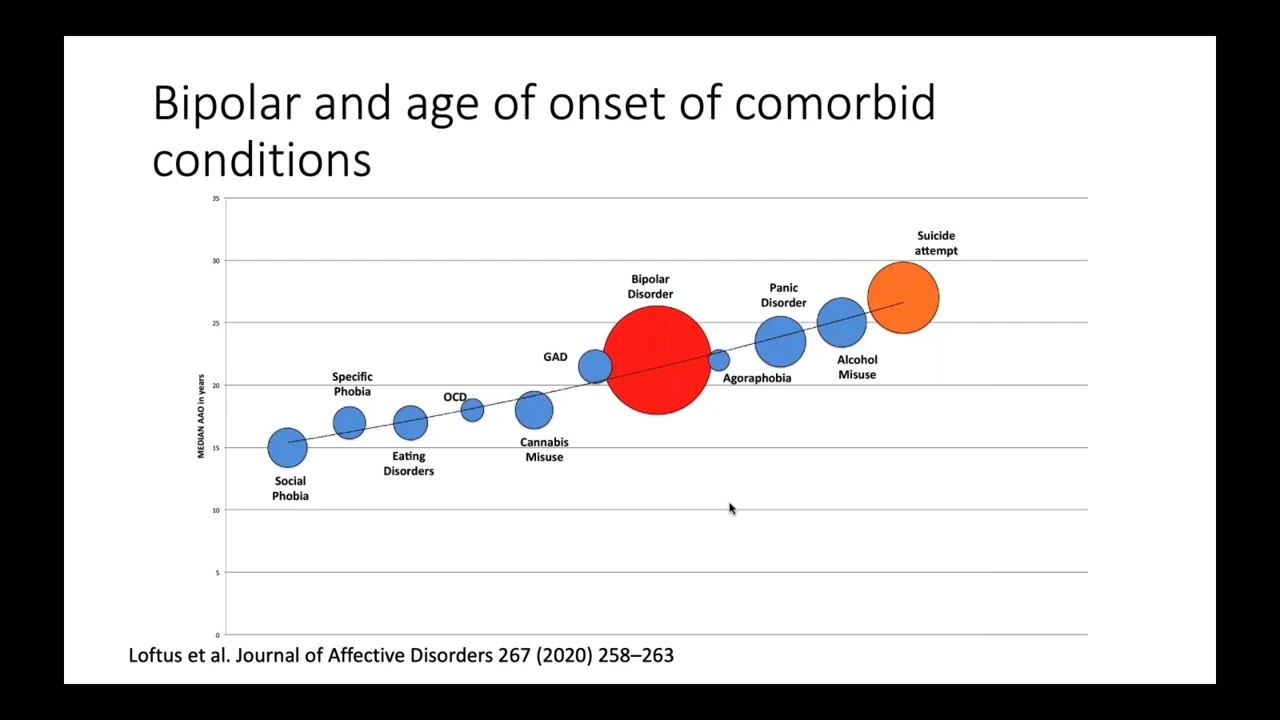 Bipolar and age of onset of comorbid
conditions
35
30
25
20
15
10
5
0
MEDIAN AAO in years
Social
Phobia
Specific
Phobia
Eating
Disorders
OCD
Cannabis
Misuse
GAD
Bipolar
Disorder
Agoraphobia
Panic
Disorder
Alcohol
Misuse
Suicide
attempt
Loftus et al. Journal of Affective Disorders 267 (2020) 258–263